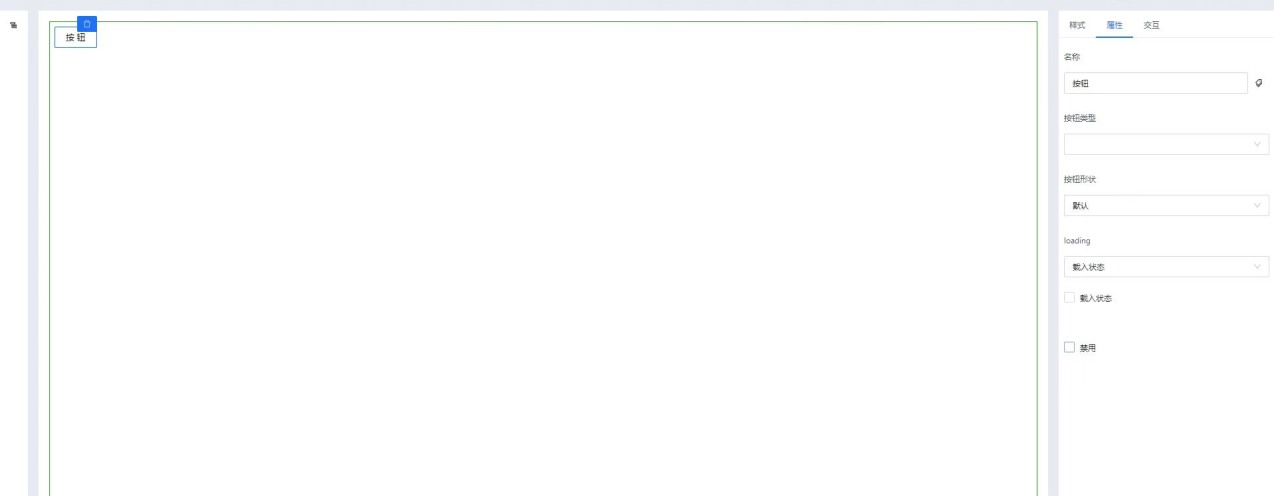 按 钮
样式 属性 交互
名称
按钮
按钮类型
按钮形状
默认
loading
载入状态
载入状态
禁用